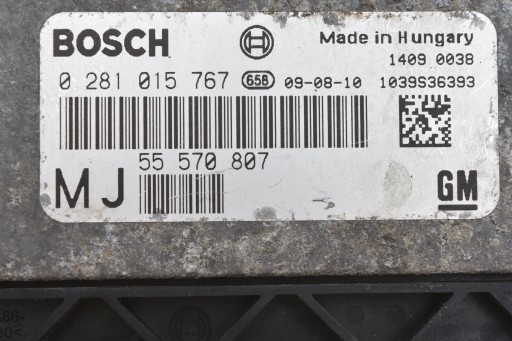 BOSCH
Made in Hungary
1409 0038
0 281 015 767 65B 09-08-10 1039S36393
55 570 807
MJ
GM